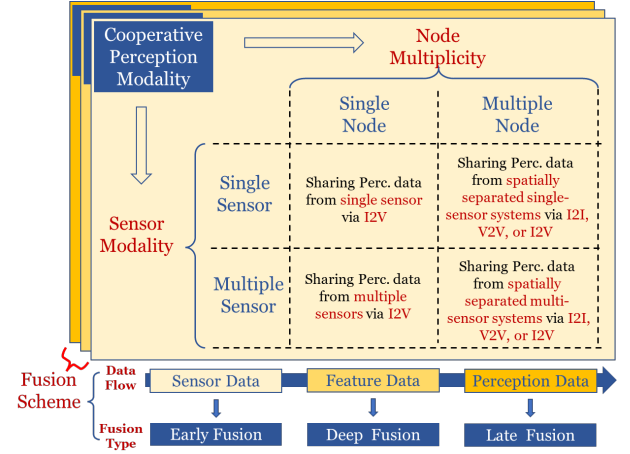 Cooperative
Perception
Modality
Node
Multiplicity
Single
Node
Multiple
Node
Sensor
Modality
Single
Sensor
Sharing Perc. data
from single sensor
via I2V
Sharing Perc. data
from spatially
separated single-
sensor systems via I2I,
V2V, or I2V
Multiple
Sensor
Sharing Perc. data
from multiple
sensors via I2V
Sharing Perc. data
from spatially
separated multi-
sensor systems via I2I,
V2V, or I2V
Fusion
Scheme
Data
Flow
Sensor Data
Feature Data
Perception Data
Fusion
Type
Early Fusion
Deep Fusion
Late Fusion